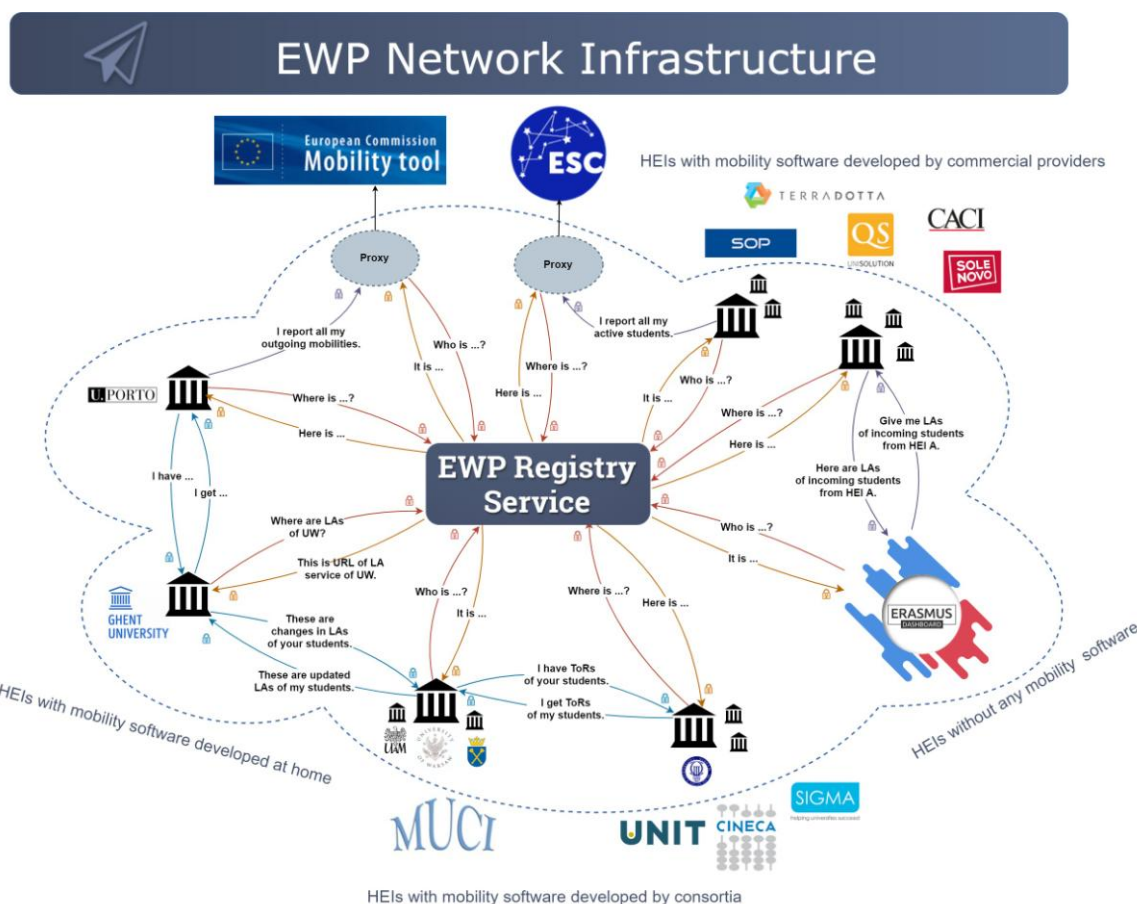 EWP Network Infrastructure
European Commission
Mobility tool
ESC
HEIs with mobility software developed by commercial providers
TERRADOTTA
SOP
QS
UNISOLUTION
CACI
SOLE
NOVO
Proxy
Proxy
I report all my
outgoing mobilities.
Who is ...?
It is ...
I report all my
active students.
Where is ...?
Here is ...
Who is ...?
It is ...
Where is ...?
Here is ...
Give me LAs
of incoming students
from HEI A.
Here are LAs
of incoming students
from HEI A.
U.PORTO
Where is ...?
Here is ...
EWP Registry
Service
I have ...
I get ...
Where are LAs
of UW?
This is URL of LA
service of UW.
Who is ...?
It is ...
Who is ...?
It is ...
Where is ...?
Here is ...
ERASMUS
DASHBOARD
GHENT
UNIVERSITY
These are
changes in LAs
of your students.
These are updated
LAs of my students.
I have ToRs
of your students.
I get ToRs
of my students.
HEIs with mobility software developed at home
HEIs without any mobility software
UNIVERSITY
OF WARSAW
MUCI
UNIT
CINECA
SIGMA
Helping universities succeed
HEIs with mobility software developed by consortia